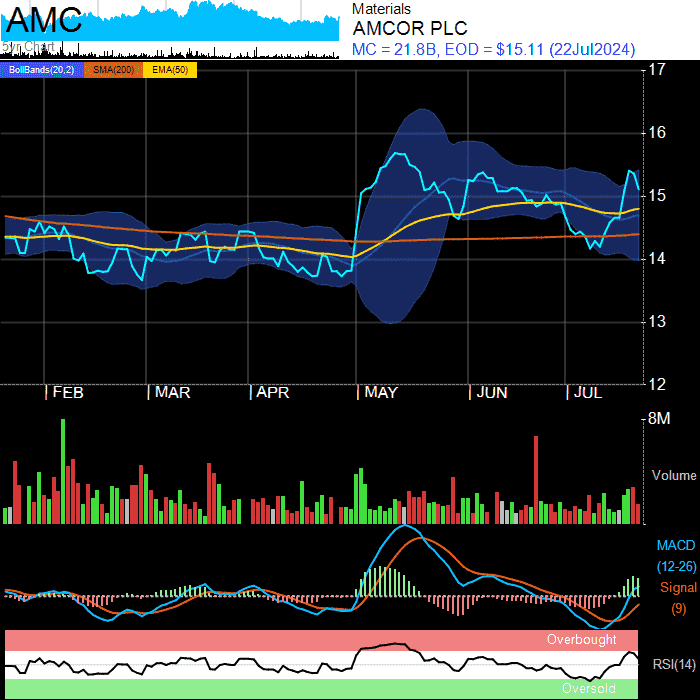 AMC
5yr Chart
Materials
AMCOR PLC
MC = 21.8B, EOD = $15.11 (22Jul2024)
BollBands(20,2) SMA(200) EMA(50)
17
16
15
14
13
12
FEB MAR APR MAY JUN JUL
8M
Volume
MACD
(12-26)
Signal
(9)
Overbought
RSI(14)
Oversold